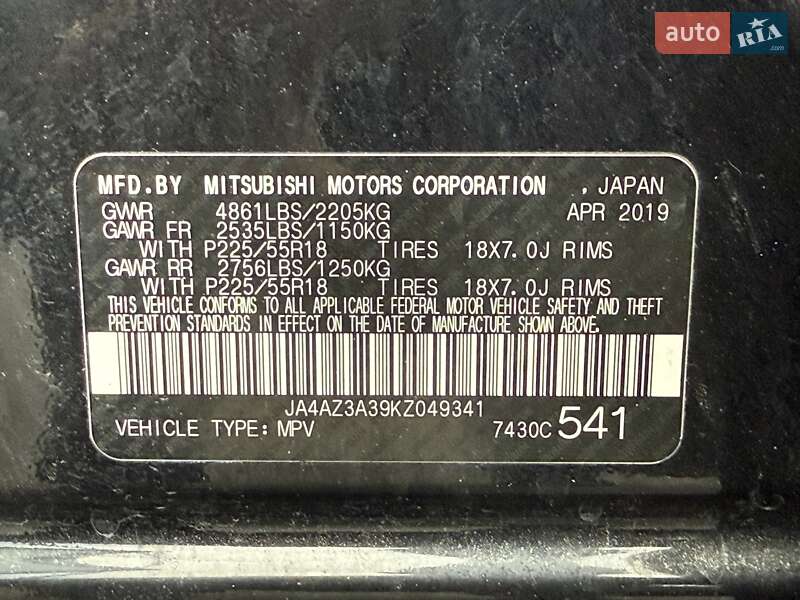 auto RIA
MFD.BY MITSUBISHI MOTORS CORPORATION , JAPAN
GVWR 4861LBS/2205KG APR 2019
GAWR FR 2535LBS/1150KG
WITH P225/55R18 TIRES 18X7.0J RIMS
GAWR RR 2756LBS/1250KG
WITH P225/55R18 TIRES 18X7.0J RIMS
THIS VEHICLE CONFORMS TO ALL APPLICABLE FEDERAL MOTOR VEHICLE SAFETY AND THEFT
PREVENTION STANDARDS IN EFFECT ON THE DATE OF MANUFACTURE SHOWN ABOVE.
JA4AZ3A39KZ049341
VEHICLE TYPE: MPV 7430C 541